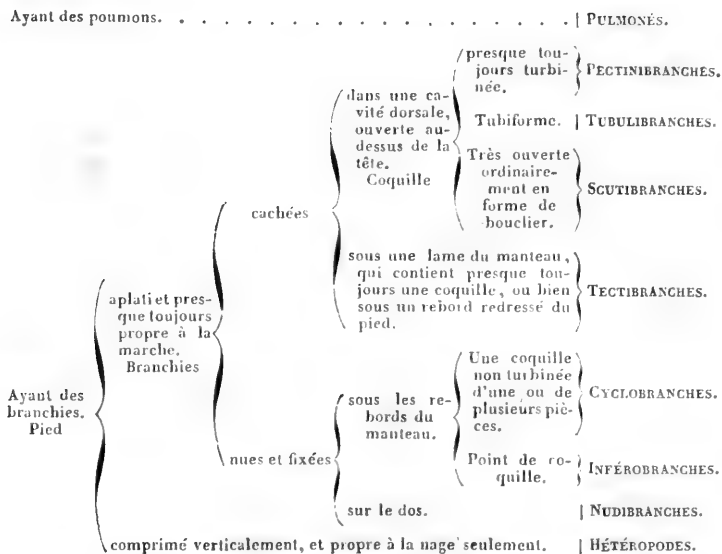 Ayant des poumons. . . . . . . . . . . . . . . . . . . . . . . PULMONÉS.
Ayant des
branchies.
Pied
aplati et pres-
que toujours
propre à la
marche.
Branchies
cachées
dans une ca-
vité dorsale,
ouverte au-
dessus de la
tête.
Coquille
presque tou-
jours turbi-
née.
PECTINIBRANCHES.
Tubiforme.
TUBULIBRANCHES.
Très ouverte
ordinaire-
ment en
forme de
bouclier.
SCUTIBRANCHES.
sous une lame du manteau,
qui contient presque tou-
jours une coquille, ou bien
sous un rebord redressé du
pied.
TECTIBRANCHES.
nues et fixées
sous les re-
bords du
manteau.
Une coquille
non turbinée
d'une ou de
plusieurs piè-
ces.
CYCLOBRANCHES.
Point de co-
quille.
INFÉROBRANCHES.
sur le dos.
NUDIBRANCHES.
comprimé verticalement, et propre à la nage seulement.
HÉTÉROPODES.